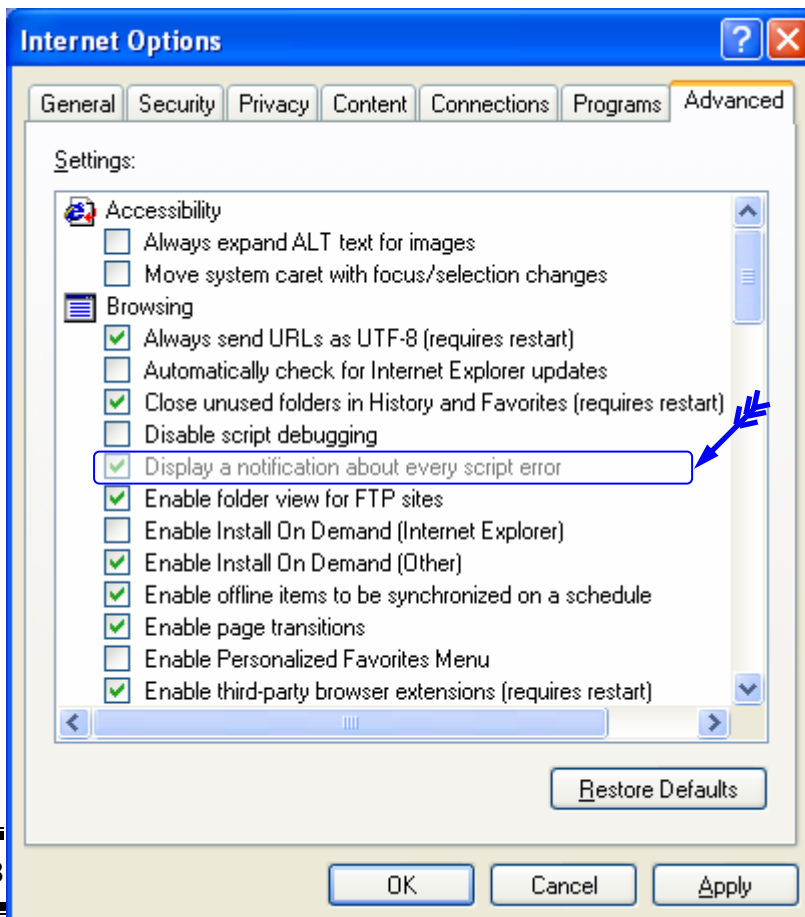 Internet Options
General Security Privacy Content Connections Programs Advanced
Settings:
Accessibility
Always expand ALT text for images
Move system caret with focus/selection changes
Browsing
Always send URLs as UTF-8 (requires restart)
Automatically check for Internet Explorer updates
Close unused folders in History and Favorites (requires restart)
Disable script debugging
Display a notification about every script error
Enable folder view for FTP sites
Enable Install On Demand (Internet Explorer)
Enable Install On Demand (Other)
Enable offline items to be synchronized on a schedule
Enable page transitions
Enable Personalized Favorites Menu
Enable third-party browser extensions (requires restart)
Restore Defaults
OK Cancel Apply